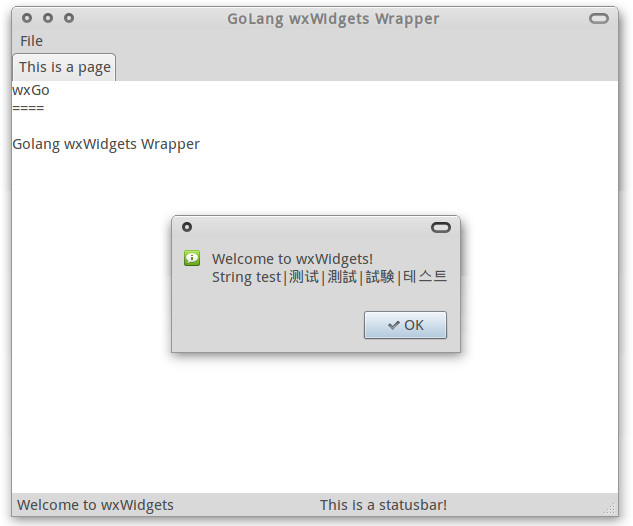 GoLang wxWidgets Wrapper
File
This is a page
wxGo
====
Golang wxWidgets Wrapper
Welcome to wxWidgets!
String test|测试|測試|試験|테스트
OK
Welcome to wxWidgets
This is a statusbar!